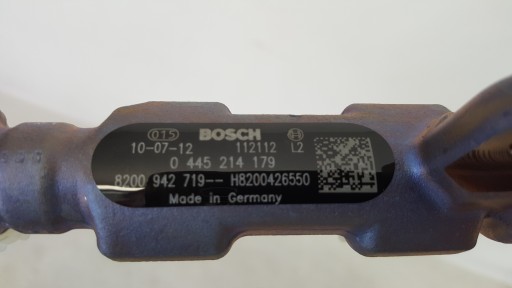 015 BOSCH
10-07-12 112112 L2
0 445 214 179
8200 942 719-- H8200426550
Made in Germany